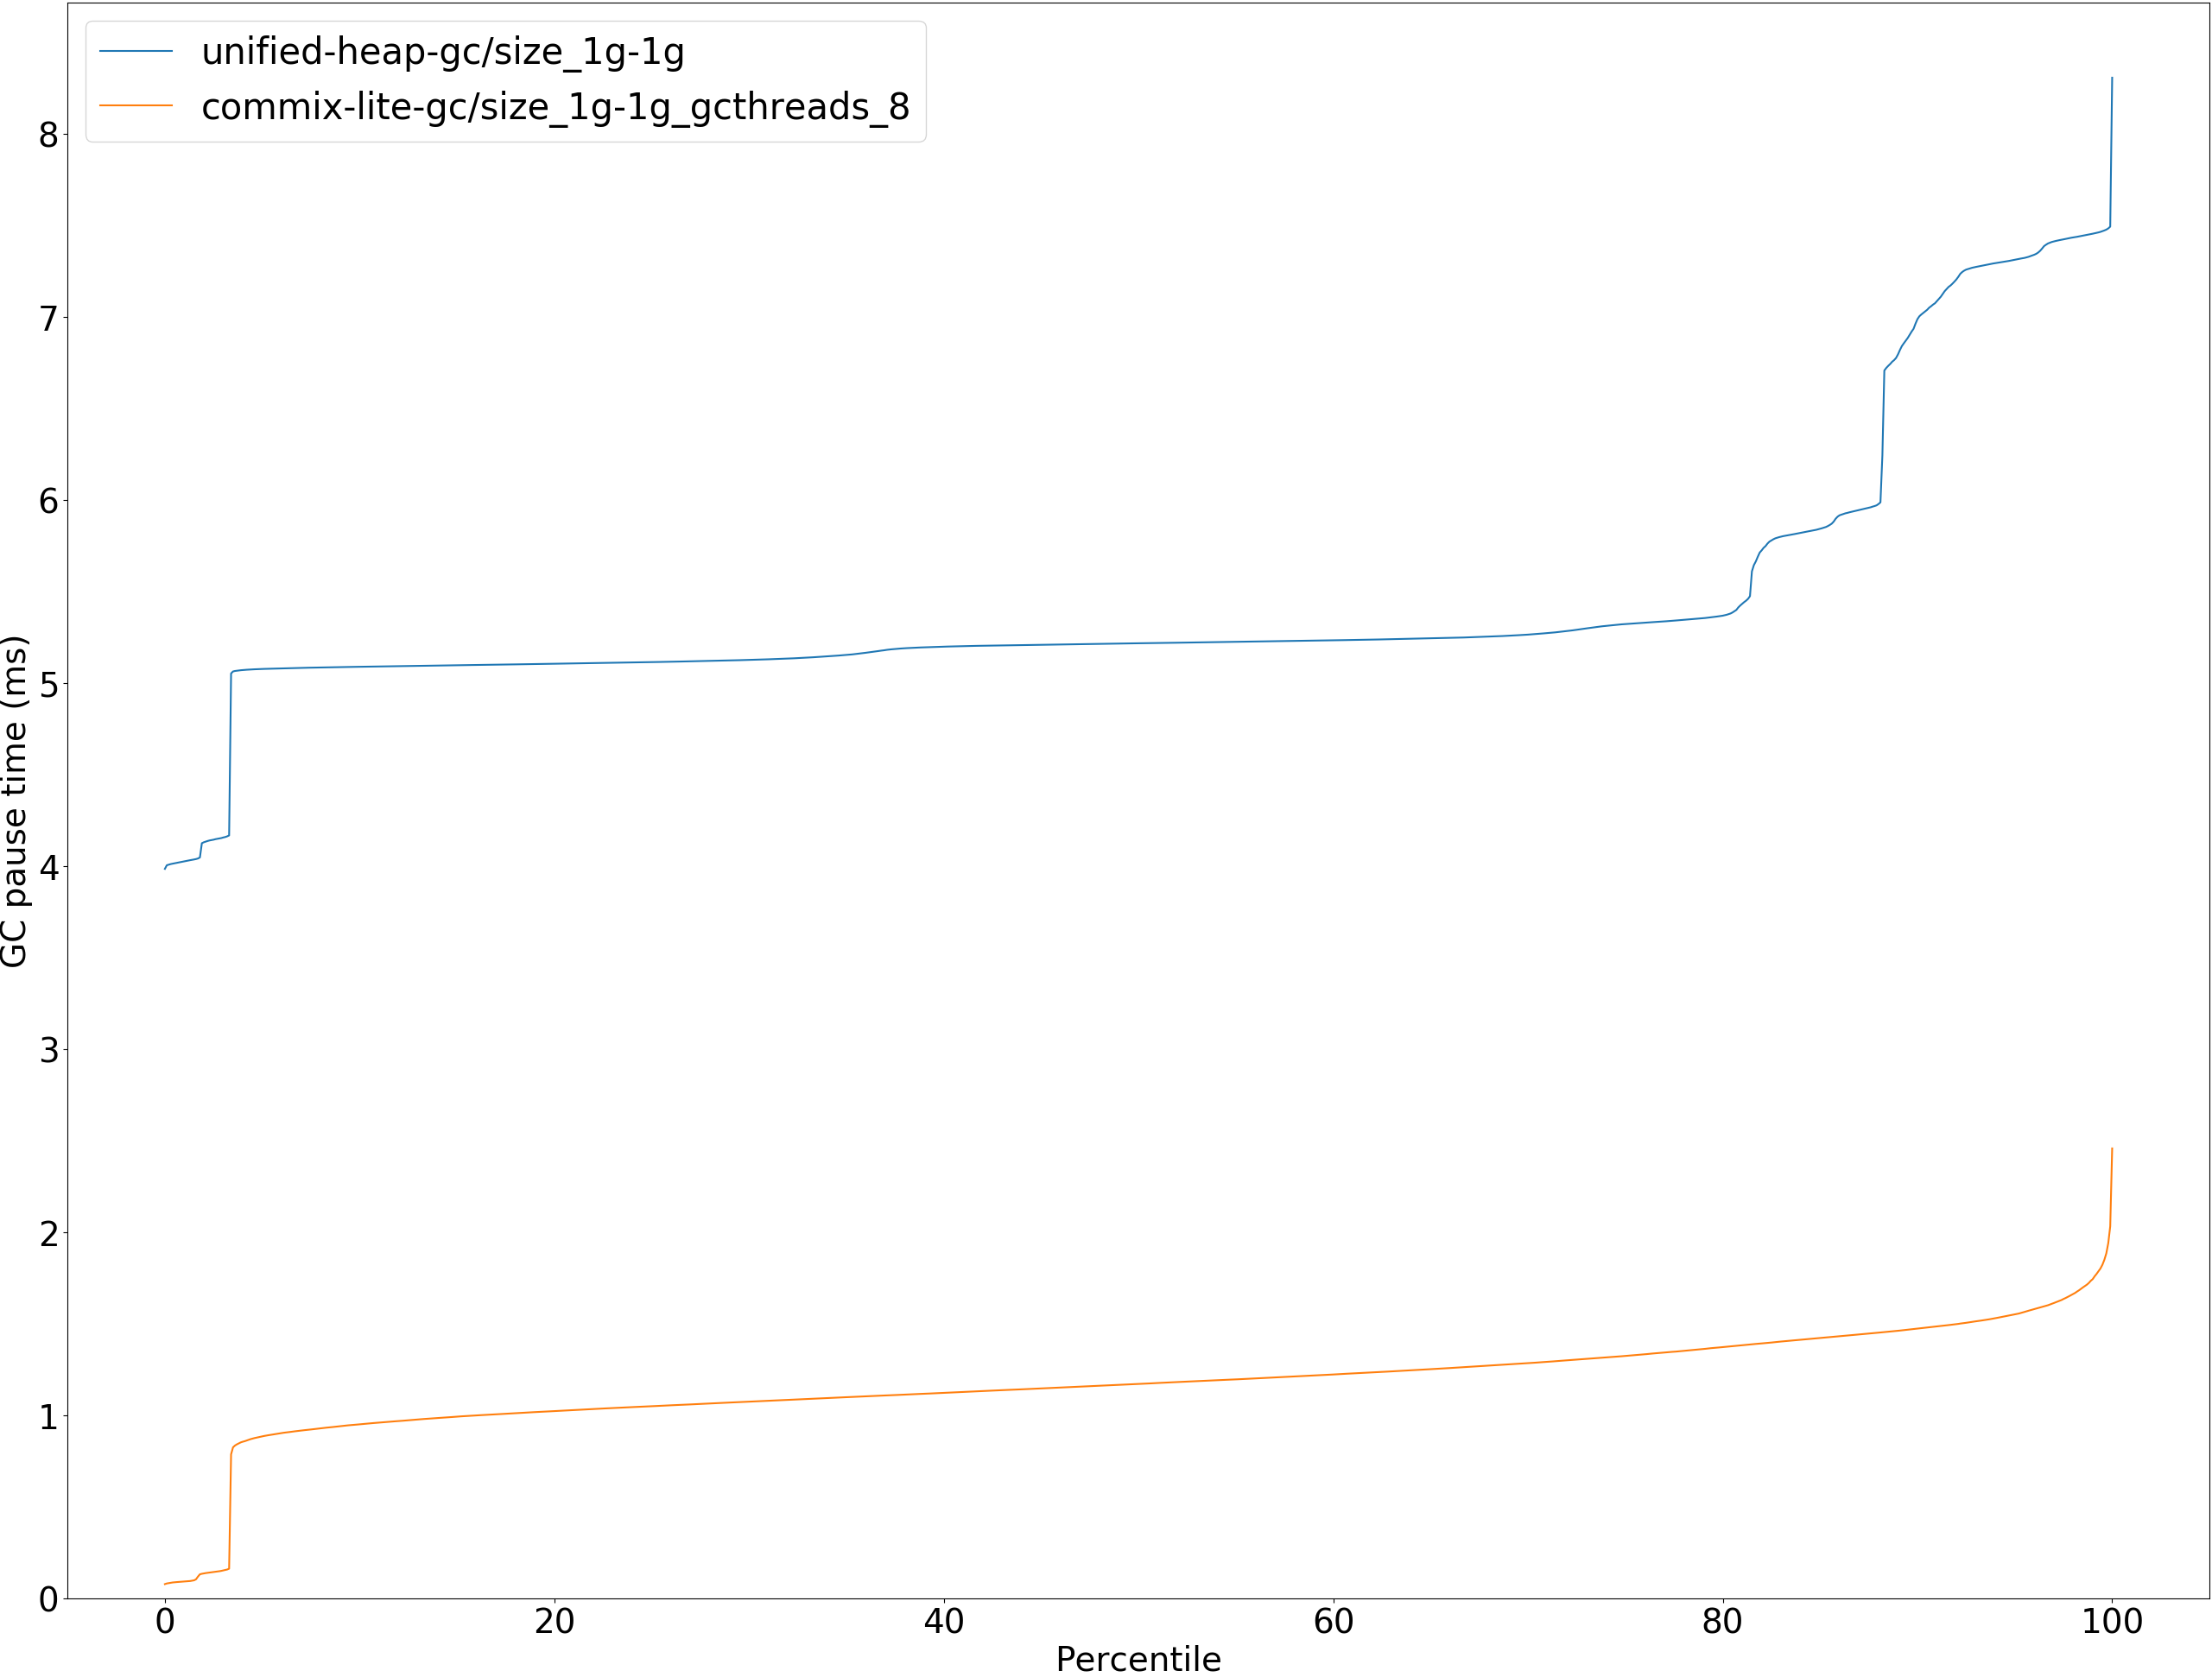 unified-heap-gc/size_1g-1g
commix-lite-gc/size_1g-1g_gcthreads_8
GC pause time (ms)
8
7
6
5
4
3
2
1
0
0 20 40 60 80 100
Percentile